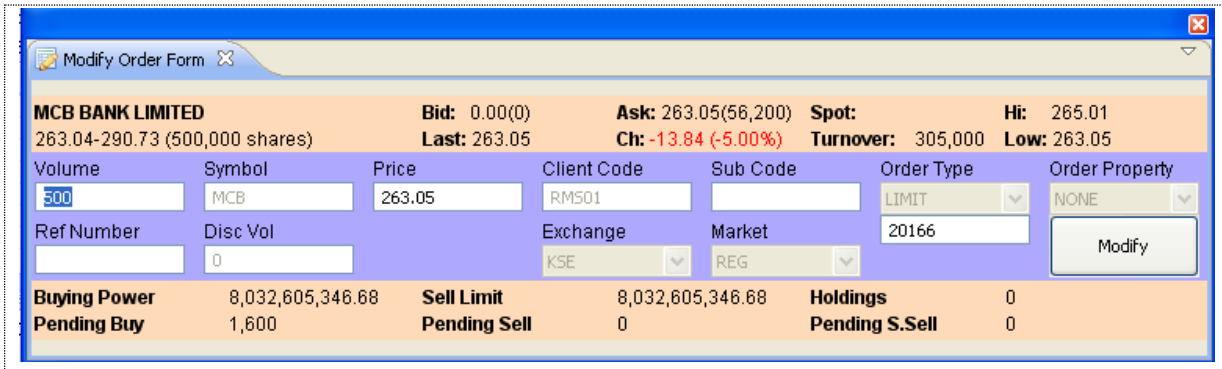 Modify Order Form
MCB BANK LIMITED Bid: 0.00(0) Ask: 263.05(56,200) Spot: Hi: 265.01
263.04-290.73 (500,000 shares) Last: 263.05 Ch: -13.84 (-5.00%) Turnover: 305,000 Low: 263.05
Volume Symbol Price Client Code Sub Code Order Type Order Property
500 MCB 263.05 RMS01 LIMIT NONE
Ref Number Disc Vol Exchange Market 20166 Modify
0 KSE REG
Buying Power 8,032,605,346.68 Sell Limit 8,032,605,346.68 Holdings 0
Pending Buy 1,600 Pending Sell 0 Pending S.Sell 0